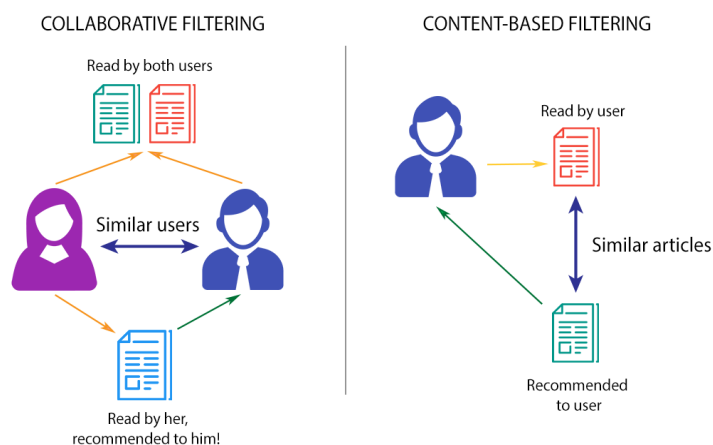 COLLABORATIVE FILTERING
Read by both users
Similar users
Read by her,
recommended to him!
CONTENT-BASED FILTERING
Read by user
Similar articles
Recommended
to user